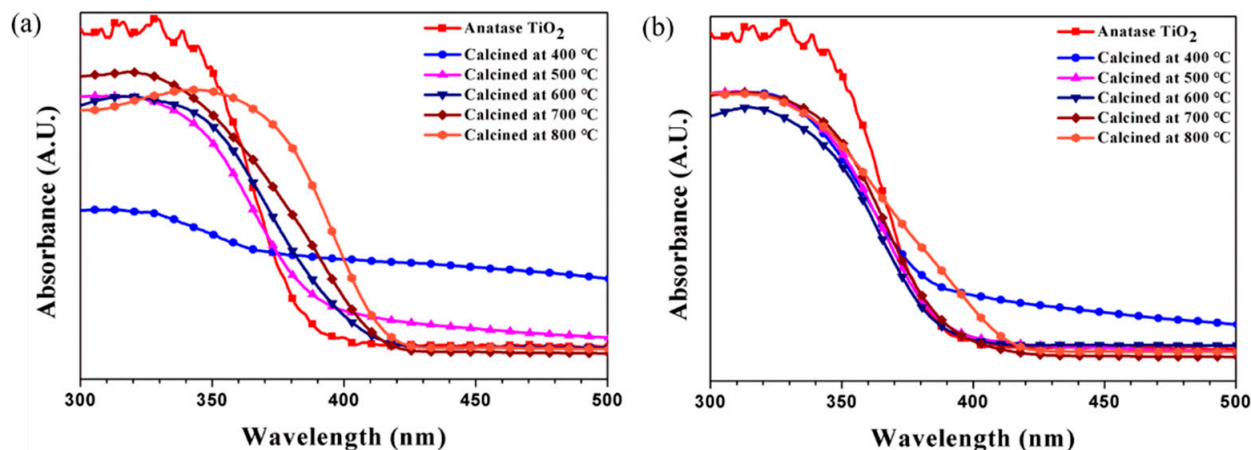 (a)
Absorbance (A.U.)
Anatase TiO₂
Calcined at 400 ℃
Calcined at 500 ℃
Calcined at 600 ℃
Calcined at 700 ℃
Calcined at 800 ℃
300 350 400 450 500
Wavelength (nm)
(b)
Absorbance (A.U.)
Anatase TiO₂
Calcined at 400 ℃
Calcined at 500 ℃
Calcined at 600 ℃
Calcined at 700 ℃
Calcined at 800 ℃
300 350 400 450 500
Wavelength (nm)